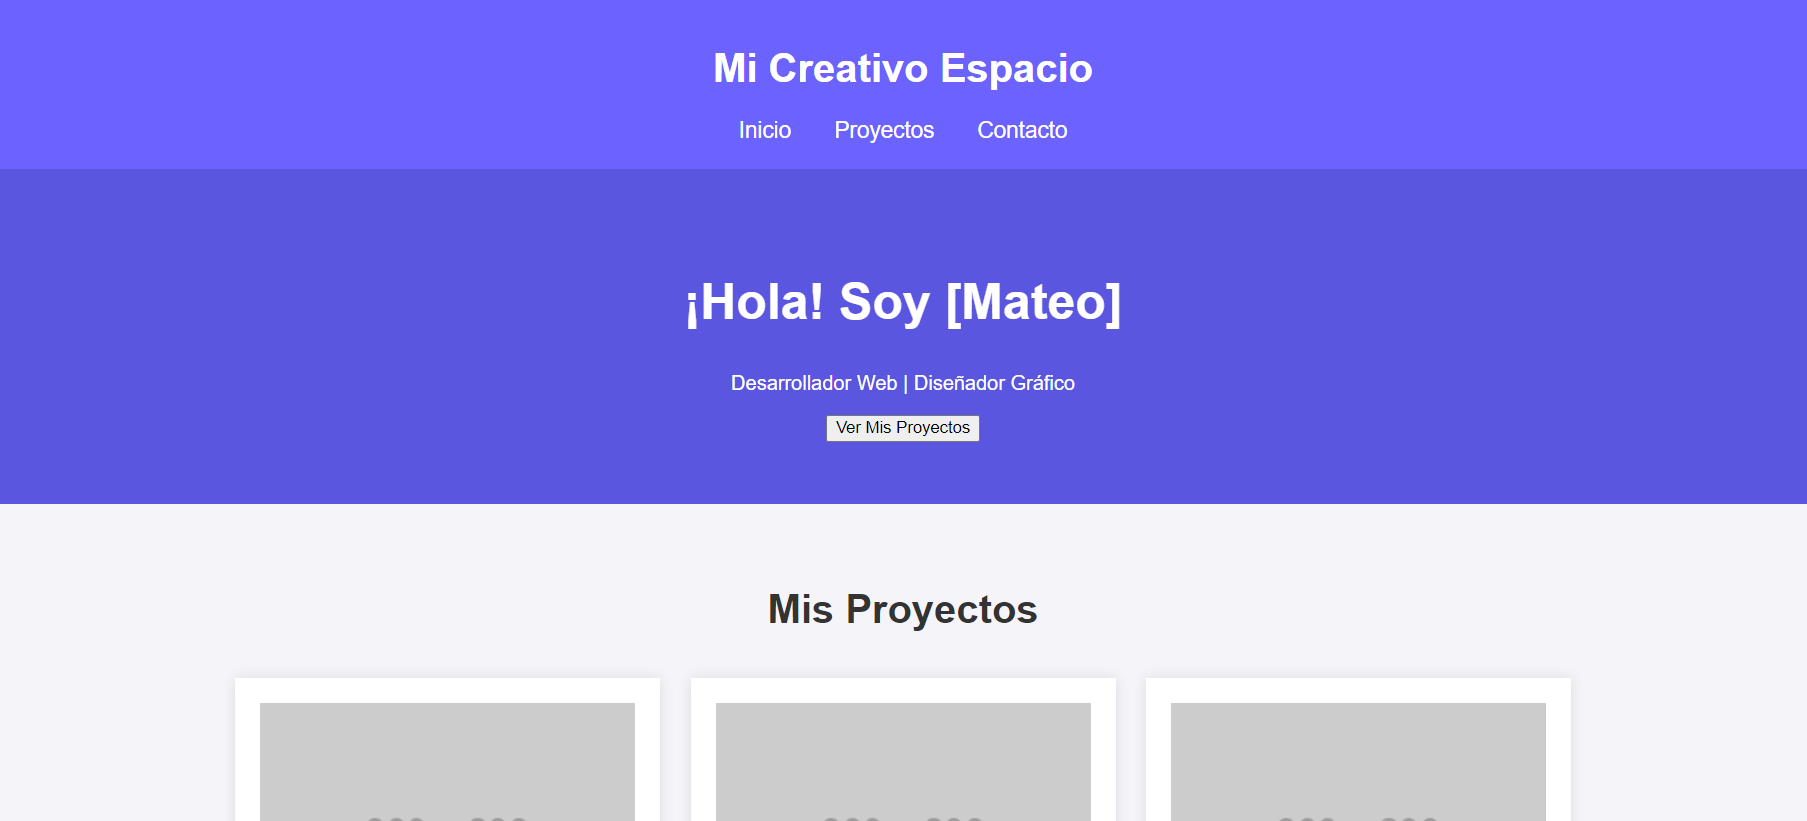 Mi Creativo Espacio
Inicio Proyectos Contacto
¡Hola! Soy [Mateo]
Desarrollador Web | Diseñador Gráfico
Ver Mis Proyectos
Mis Proyectos